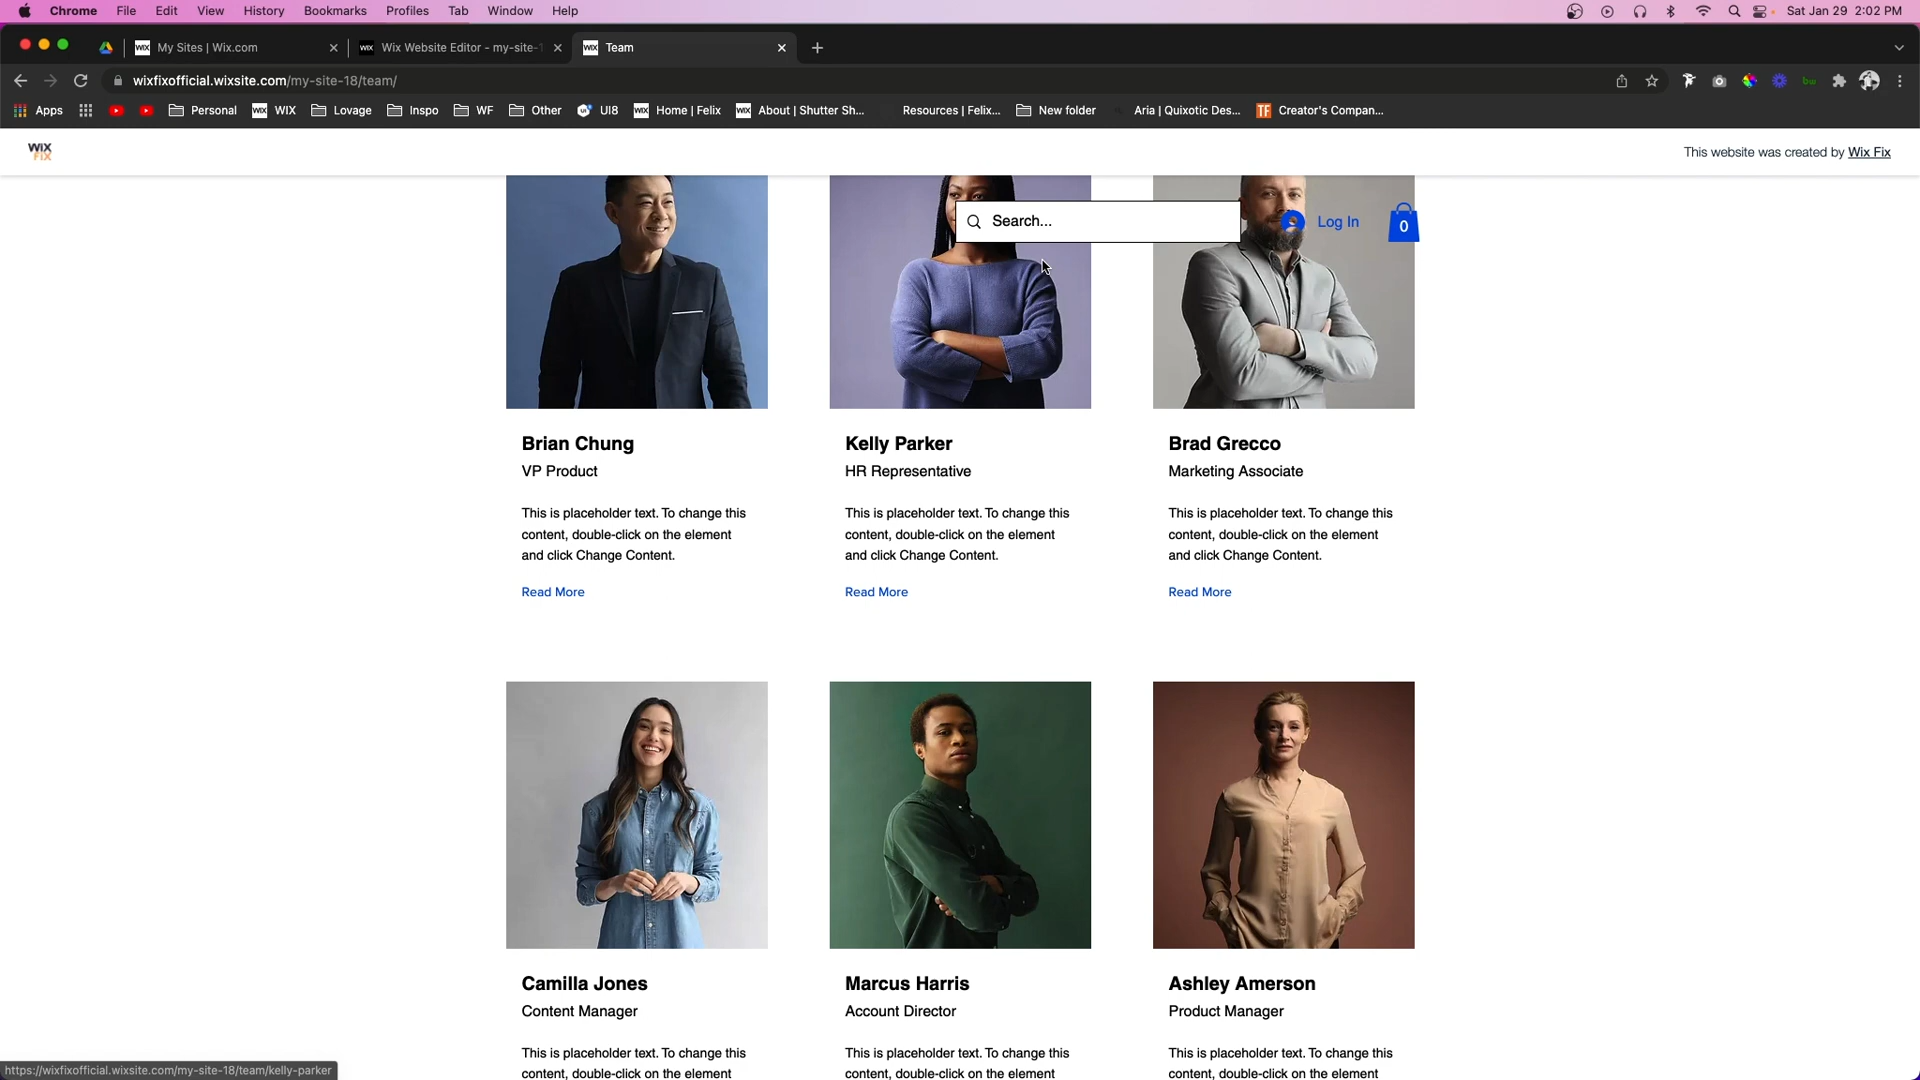 Chrome File Edit View History Bookmarks Profiles Tab Window Help Sat Jan 29 2:02 PM
WIX My Sites | Wix.com WIX Wix Website Editor - my-site-1 WIX Team
wixfixofficial.wixsite.com/my-site-18/team/
Apps Personal WIX WIX Lovage Inspo WF Other UI8 WIX Home | Felix WIX About | Shutter Sh... Resources | Felix... New folder Aria | Quixotic Des... TF Creator's Compan...
WIX
FIX
This website was created by Wix Fix
Search...
Log In
0
Brian Chung
VP Product
This is placeholder text. To change this
content, double-click on the element
and click Change Content.
Read More
Kelly Parker
HR Representative
This is placeholder text. To change this
content, double-click on the element
and click Change Content.
Read More
Brad Grecco
Marketing Associate
This is placeholder text. To change this
content, double-click on the element
and click Change Content.
Read More
Camilla Jones
Content Manager
This is placeholder text. To change this
content, double-click on the element
Marcus Harris
Account Director
This is placeholder text. To change this
content, double-click on the element
Ashley Amerson
Product Manager
This is placeholder text. To change this
content, double-click on the element
https://wixfixofficial.wixsite.com/my-site-18/team/kelly-parker